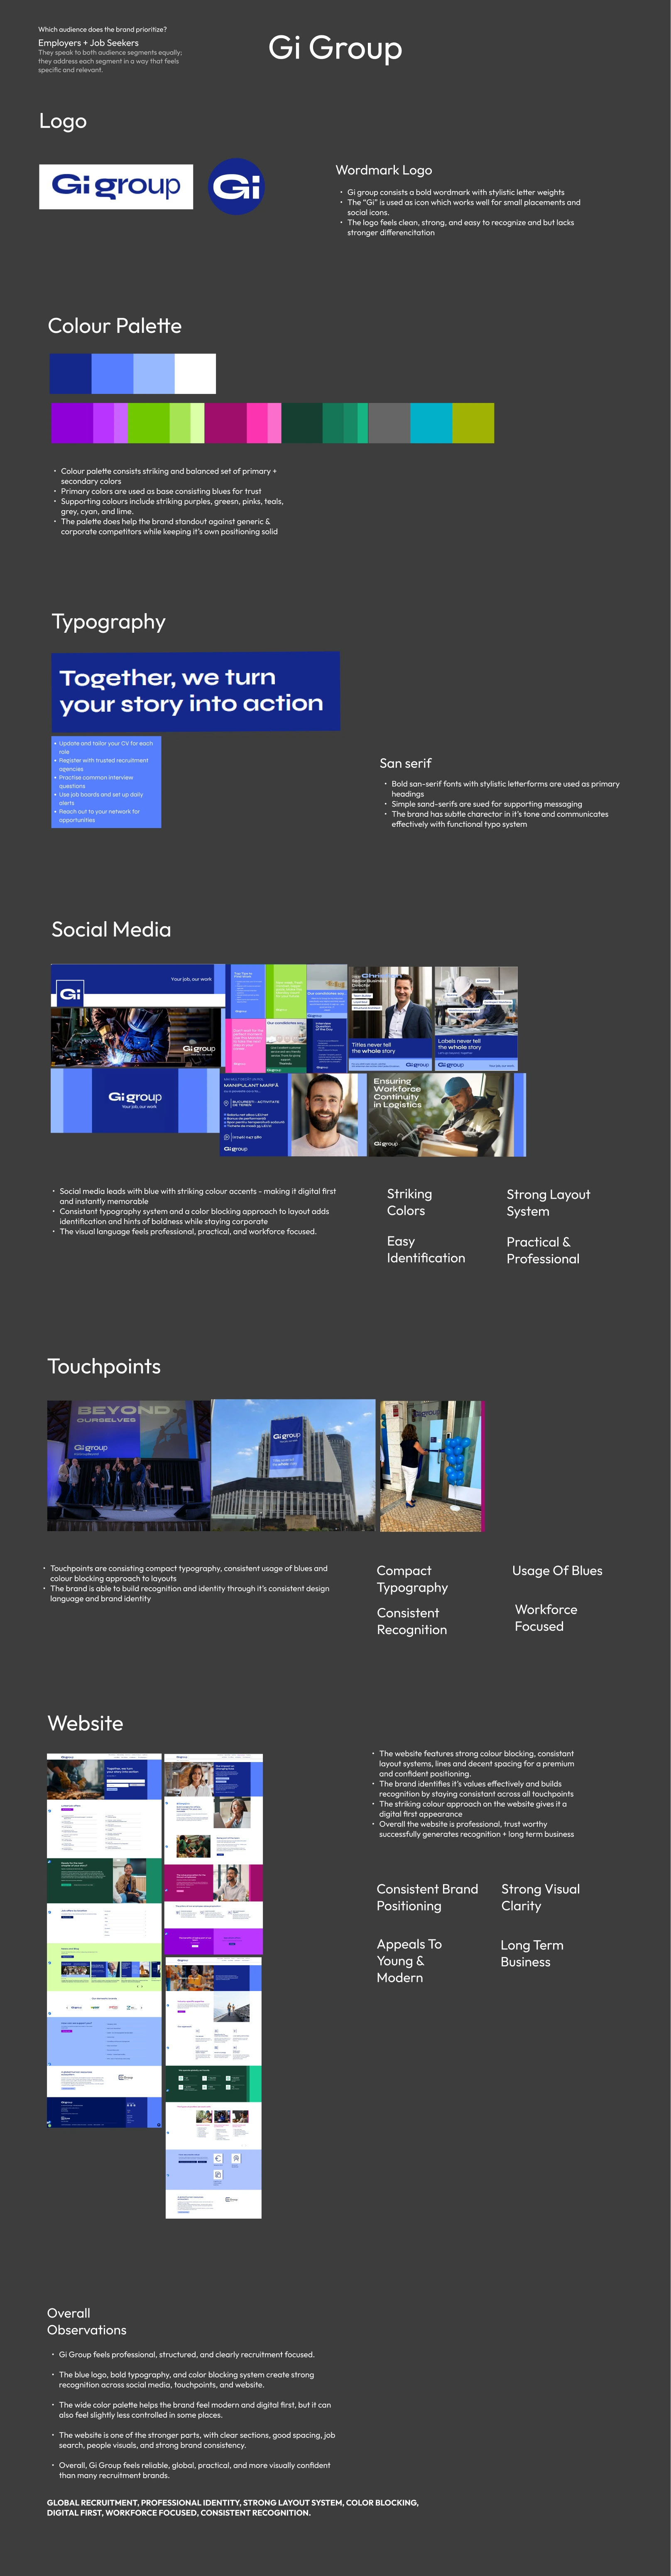 Which audience does the brand prioritize?
Employers + Job Seekers
They speak to both audience segments equally;
they address each segment in a way that feels
specific and relevant.
Gi Group
Logo
Gi group
Gi
Wordmark Logo
• Gi group consists a bold wordmark with stylistic letter weights
• The "Gi" is used as icon which works well for small placements and
social icons.
• The logo feels clean, strong, and easy to recognize and but lacks
stronger differencitation
Colour Palette
• Colour palette consists striking and balanced set of primary +
secondary colors
• Primary colors are used as base consisting blues for trust
• Supporting colours include striking purples, greesn, pinks, teals,
grey, cyan, and lime.
• The palette does help the brand standout against generic &
corporate competitors while keeping it's own positioning solid
Typography
Together, we turn
your story into action
• Update and tailor your CV for each
role
• Register with trusted recruitment
agencies
• Practise common interview
questions
• Use job boards and set up daily
alerts
• Reach out to your network for
opportunities
San serif
• Bold san-serif fonts with stylistic letterforms are used as primary
headings
• Simple sand-serifs are sued for supporting messaging
• The brand has subtle charector in it's tone and communicates
effectively with functional typo system
Social Media
Your job, our work
Gi
Gi group
Gi group
Your job, our work
Titles never tell
the whole story
Gi group
Labels never tell
the whole story
Gi group
MANIPULANT MARFĂ
Gi group
Ensuring
Workforce
Continuity
in Logistics
Gi group
• Social media leads with blue with striking colour accents - making it digital first
and instantly memorable
• Consistant typography system and a color blocking approach to layout adds
identification and hints of boldness while staying corporate
• The visual language feels professional, practical, and workforce focused.
Striking
Colors
Strong Layout
System
Easy
Identification
Practical &
Professional
Touchpoints
BEYOND
OURSELVES
Gi group
Gi group
• Touchpoints are consisting compact typography, consistent usage of blues and
colour blocking approach to layouts
• The brand is able to build recognition and identity through it's consistent design
language and brand identity
Compact
Typography
Usage Of Blues
Consistent
Recognition
Workforce
Focused
Website
• The website features strong colour blocking, consistant
layout systems, lines and decent spacing for a premium
and confident positioning.
• The brand identifies it's values effectively and builds
recognition by staying consistant across all touchpoints
• The striking colour approach on the website gives it a
digital first appearance
• Overall the website is professional, trust worthy
successfully generates recognition + long term business
Consistent Brand
Positioning
Strong Visual
Clarity
Appeals To
Young &
Modern
Long Term
Business
Overall
Observations
• Gi Group feels professional, structured, and clearly recruitment focused.
• The blue logo, bold typography, and color blocking system create strong
recognition across social media, touchpoints, and website.
• The wide color palette helps the brand feel modern and digital first, but it can
also feel slightly less controlled in some places.
• The website is one of the stronger parts, with clear sections, good spacing, job
search, people visuals, and strong brand consistency.
• Overall, Gi Group feels reliable, global, practical, and more visually confident
than many recruitment brands.
GLOBAL RECRUITMENT, PROFESSIONAL IDENTITY, STRONG LAYOUT SYSTEM, COLOR BLOCKING,
DIGITAL FIRST, WORKFORCE FOCUSED, CONSISTENT RECOGNITION.